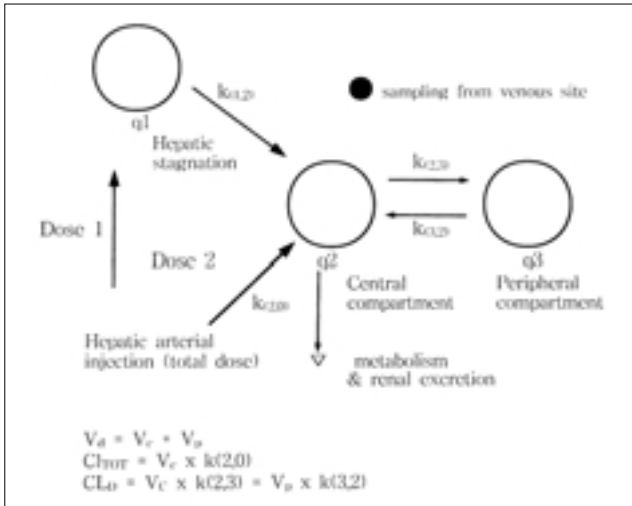 k(1,2)
sampling from venous site
q1
Hepatic
stagnation
k(2,3)
k(3,2)
Dose 1
Dose 2
q2
q3
k(2,0)
Central
compartment
Peripheral
compartment
Hepatic arterial
injection (total dose)
metabolism
& renal excretion
Vd = Vc + Vp
ClTOT = Vc x k(2,0)
CLD = VC x k(2,3) = Vp x k(3,2)